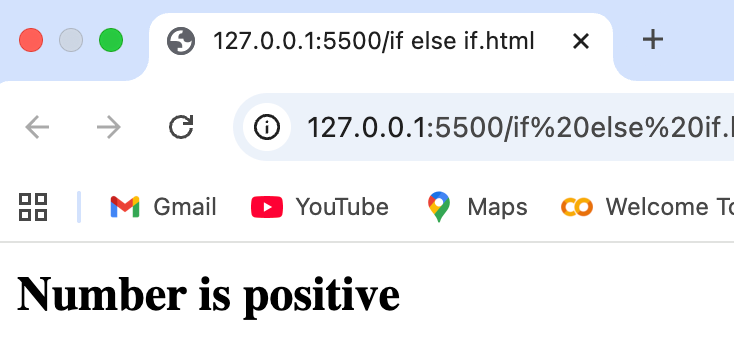 127.0.0.1:5500/if else if.html
127.0.0.1:5500/if%20else%20if.
Gmail YouTube Maps Welcome To
Number is positive